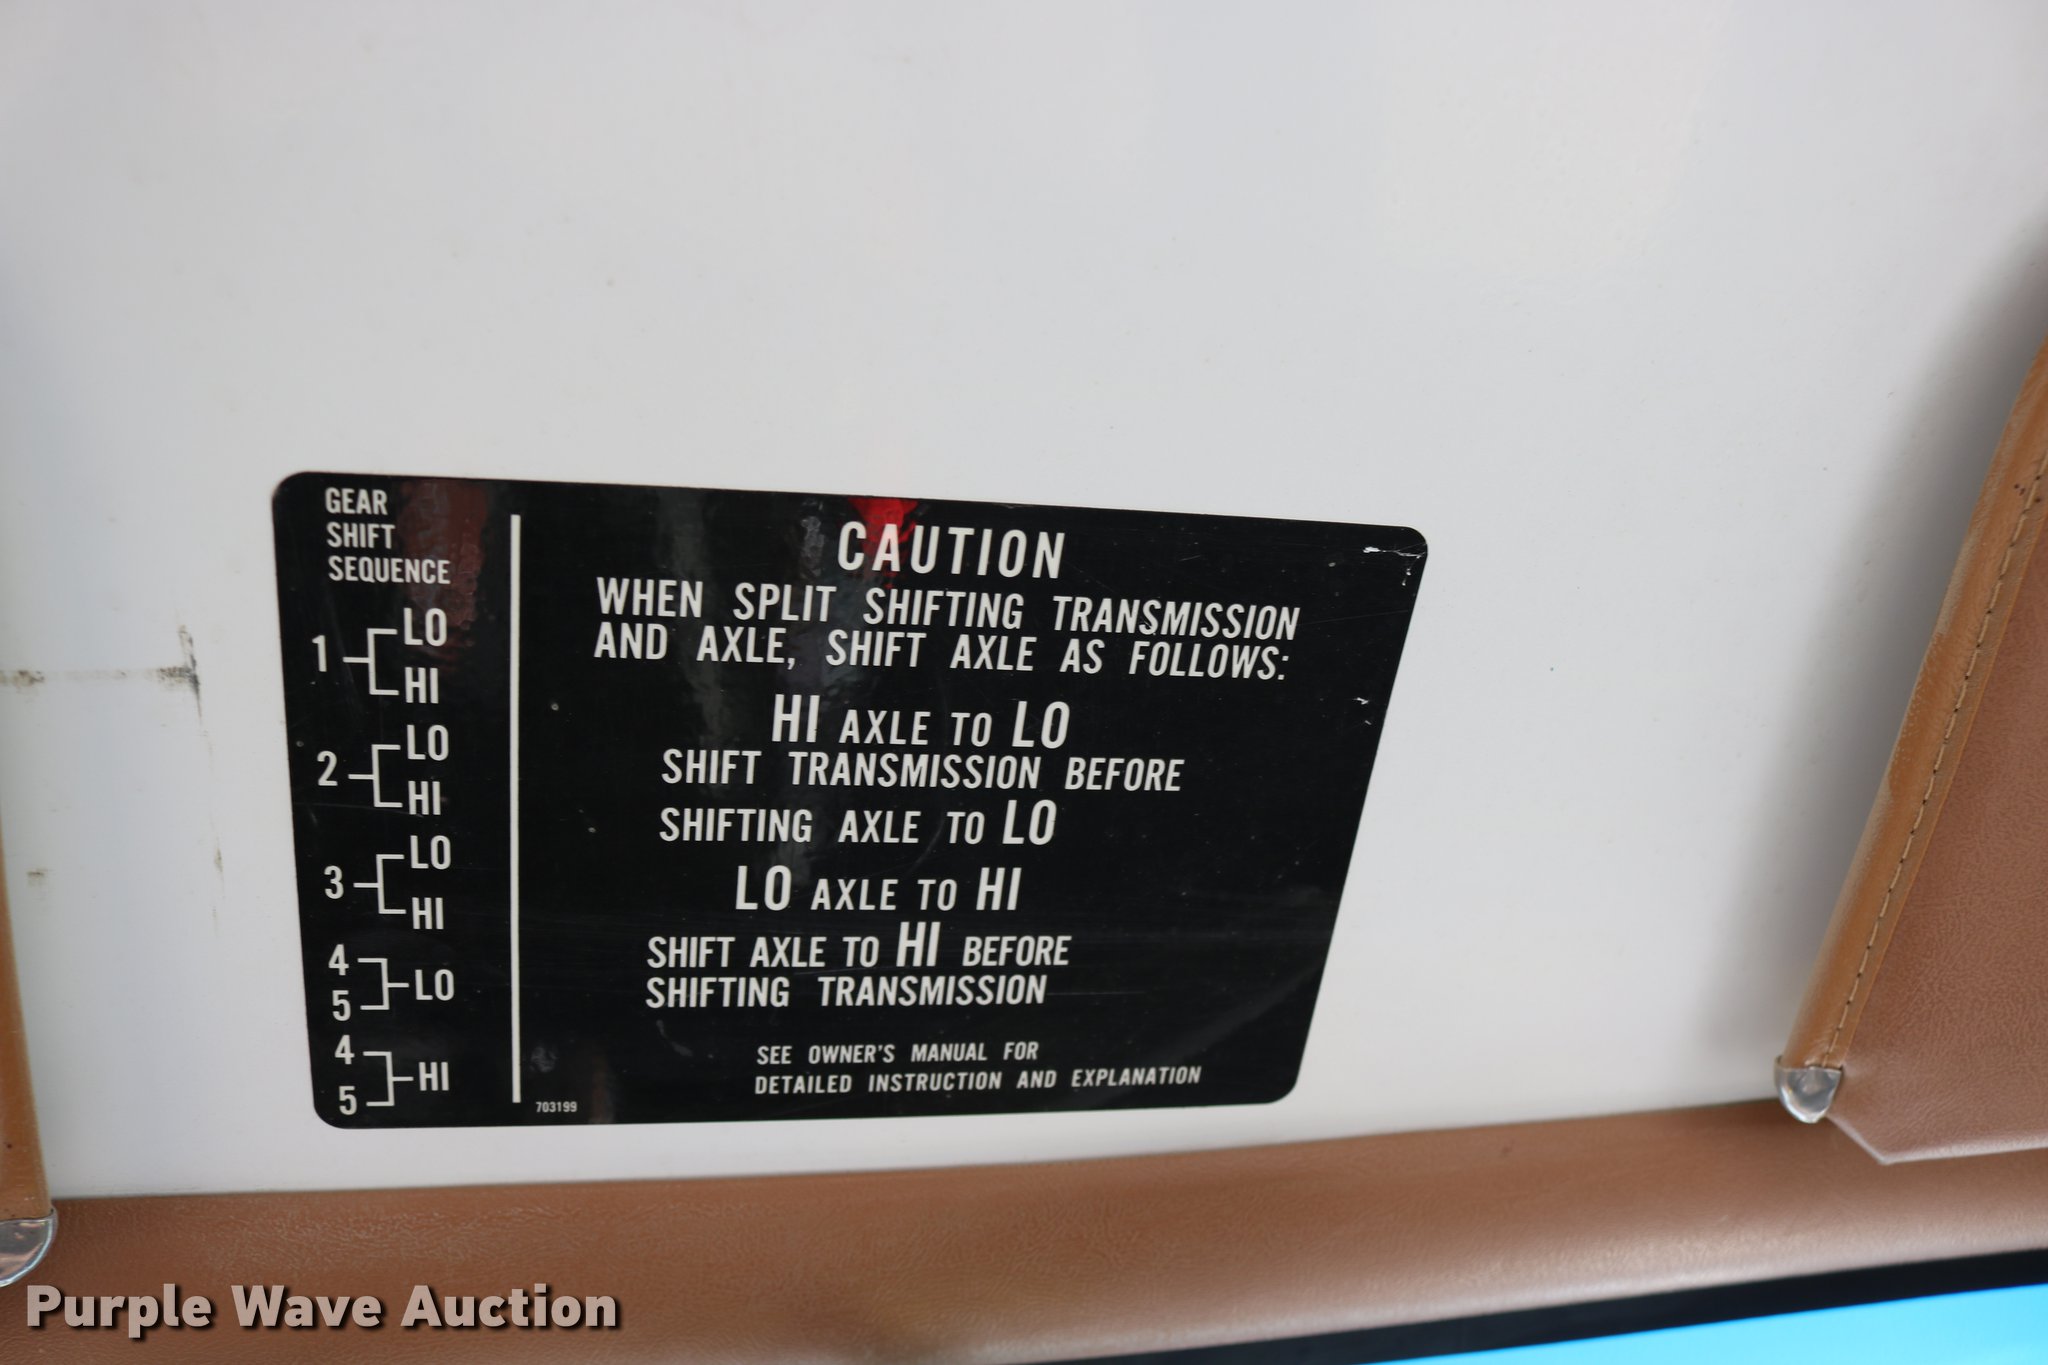 GEAR
SHIFT
SEQUENCE
1 LO
HI
2 LO
HI
3 LO
HI
4
5 LO
4
5 HI
CAUTION
WHEN SPLIT SHIFTING TRANSMISSION
AND AXLE, SHIFT AXLE AS FOLLOWS:
HI AXLE TO LO
SHIFT TRANSMISSION BEFORE
SHIFTING AXLE TO LO
LO AXLE TO HI
SHIFT AXLE TO HI BEFORE
SHIFTING TRANSMISSION
SEE OWNER'S MANUAL FOR
DETAILED INSTRUCTION AND EXPLANATION
703199
Purple Wave Auction